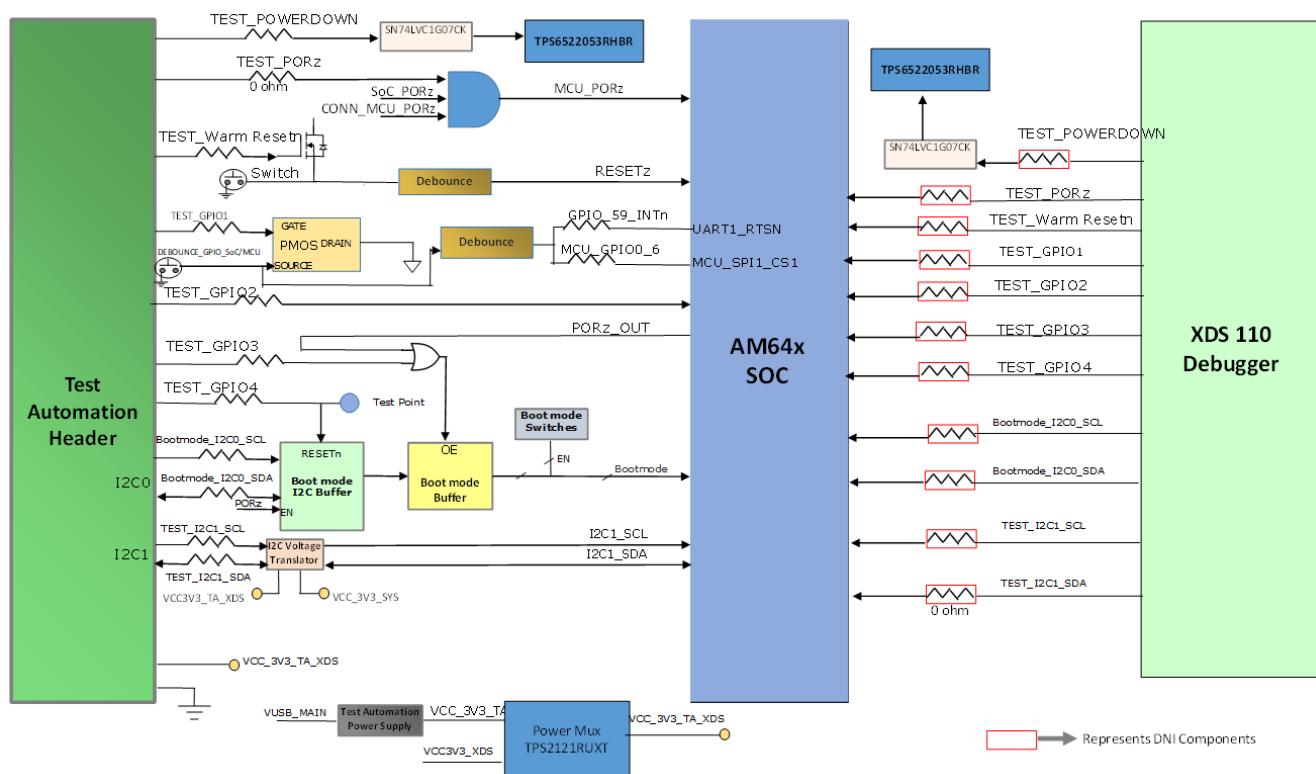 TEST_POWERDOWN
SN74LVC1G07CK
TPS6522053RHBR
TEST_PORz
0 ohm
SoC_PORz
CONN_MCU_PORz
MCU_PORz
TEST_Warm Resetn
Switch
Debounce
RESETz
TEST_GPIO1
GATE
PMOS
DRAIN
SOURCE
DEBOUNCE_GPIO_SoC/MCU
Debounce
GPIO_59_INTn
MCU_GPIO0_6
UART1_RTSN
MCU_SPI1_CS1
TEST_GPIO2
PORz_OUT
TEST_GPIO3
TEST_GPIO4
Test Point
Test
Automation
Header
I2C0
I2C1
Bootmode_I2C0_SCL
Bootmode_I2C0_SDA
PORz
RESETn
Boot mode
I2C Buffer
EN
OE
Boot mode
Buffer
Boot mode
Switches
EN
Bootmode
TEST_I2C1_SCL
TEST_I2C1_SDA
I2C Voltage
Translator
I2C1_SCL
I2C1_SDA
VCC3V3_TA_XDS
VCC_3V3_SYS
VCC_3V3_TA_XDS
VUSB_MAIN
Test Automation
Power Supply
VCC_3V3_TA
VCC3V3_XDS
Power Mux
TPS2121RUXT
VCC_3V3_TA_XDS
AM64x
SOC
TPS6522053RHBR
SN74LVC1G07CK
TEST_POWERDOWN
TEST_PORz
TEST_Warm Resetn
TEST_GPIO1
TEST_GPIO2
TEST_GPIO3
TEST_GPIO4
Bootmode_I2C0_SCL
Bootmode_I2C0_SDA
TEST_I2C1_SCL
TEST_I2C1_SDA
0 ohm
XDS 110
Debugger
Represents DNI Components